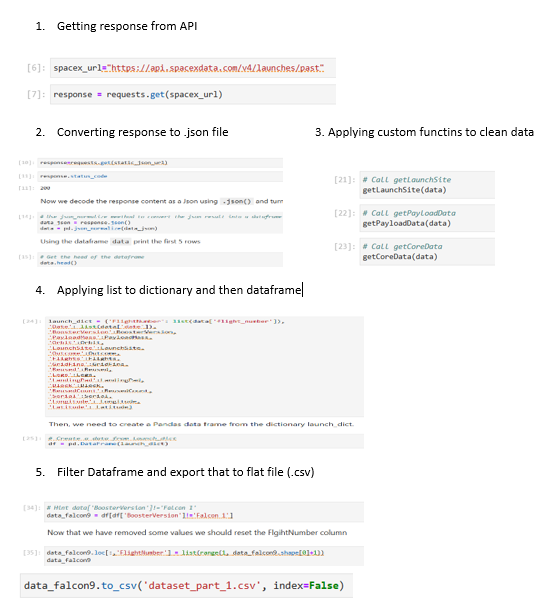 1. Getting response from API
[6]: spacex_url="https://api.spacexdata.com/v4/launches/past"
[7]: response = requests.get(spacex_url)
2. Converting response to .json file
3. Applying custom functins to clean data
response=requests.get(static_json_url)
response.status_code
200
Now we decode the response content as a Json using .json() and turn
# Use json_normalize meethod to convert the json result into a dataframe
data_json = response.json()
data = pd.json_normalize(data_json)
Using the dataframe data print the first 5 rows
# Get the head of the dataframe
data.head()
[21]: # Call getLaunchSite
getLaunchSite(data)
[22]: # Call getPayloadData
getPayloadData(data)
[23]: # Call getCoreData
getCoreData(data)
4. Applying list to dictionary and then dataframe
launch_dict = {'FlightNumber': list(data['flight_number']),
'Date': list(data['date']),
'BoosterVersion':BoosterVersion,
'PayloadMass':PayloadMass,
'Orbit':Orbit,
'LaunchSite':LaunchSite,
'Outcome':Outcome,
'Flights':Flights,
'GridFins':GridFins,
'Reused':Reused,
'Legs':Legs,
'LandingPad':LandingPad,
'Block':Block,
'ReusedCount':ReusedCount,
'Serial':Serial,
'Longitude': Longitude,
'Latitude': Latitude}
Then, we need to create a Pandas data frame from the dictionary launch_dict.
# Create a data from launch_dict
df = pd.DataFrame(launch_dict)
5. Filter Dataframe and export that to flat file (.csv)
[34]: # Hint data['BoosterVersion']!='Falcon 1'
data_falcon9 = df[df['BoosterVersion']!='Falcon 1']
Now that we have removed some values we should reset the FlgihtNumber column
[35]: data_falcon9.loc[:,'FlightNumber'] = list(range(1, data_falcon9.shape[0]+1))
data_falcon9
data_falcon9.to_csv('dataset_part_1.csv', index=False)